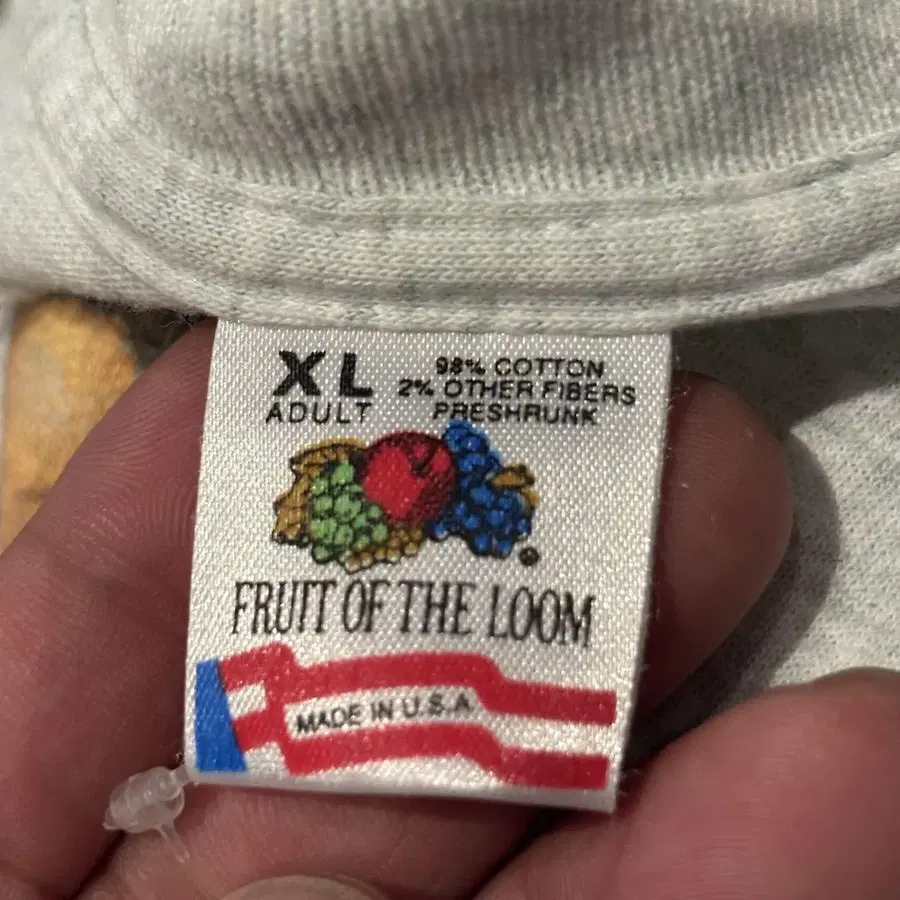 XL
ADULT
98% COTTON
2% OTHER FIBERS
PRESHRUNK
FRUIT OF THE LOOM
MADE IN U.S.A.